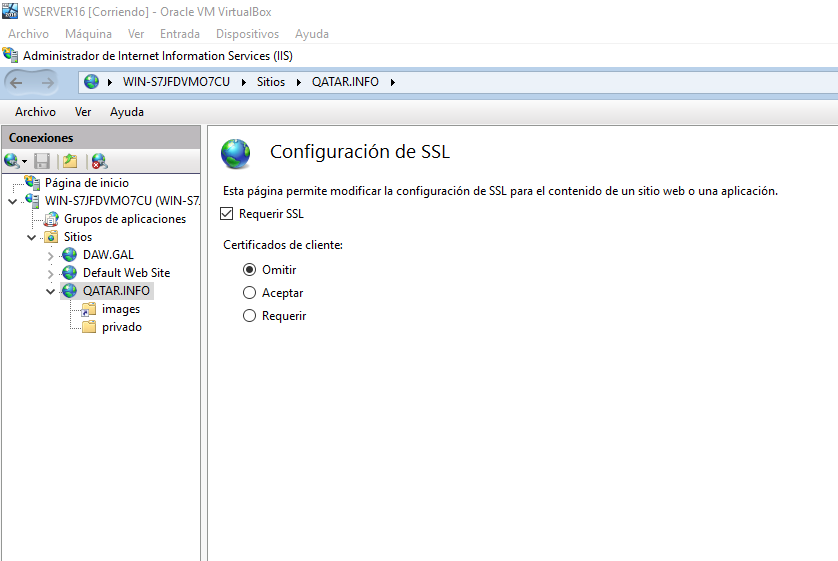 WSERVER16 [Corriendo] - Oracle VM VirtualBox
Archivo Máquina Ver Entrada Dispositivos Ayuda
Administrador de Internet Information Services (IIS)
WIN-S7JFDVMO7CU Sitios QATAR.INFO
Archivo Ver Ayuda
Conexiones
Página de inicio
WIN-S7JFDVMO7CU (WIN-S7.
Grupos de aplicaciones
Sitios
DAW.GAL
Default Web Site
QATAR.INFO
images
privado
Configuración de SSL
Esta página permite modificar la configuración de SSL para el contenido de un sitio web o una aplicación.
Requerir SSL
Certificados de cliente:
Omitir
Aceptar
Requerir